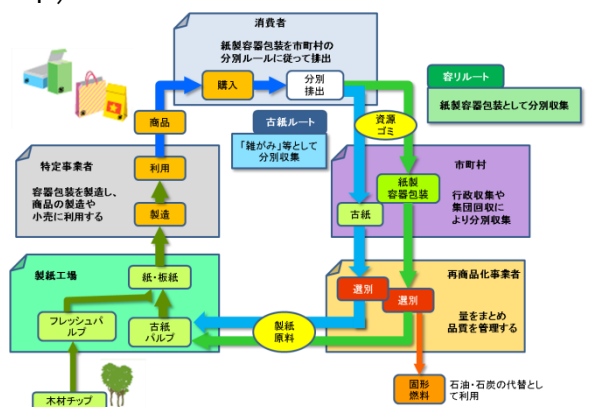 消費者
紙製容器包装を市町村の
分別ルールに従って排出
購入
分別
排出
容リルート
紙製容器包装として分別収集
古紙ルート
「雑がみ」等として
分別収集
資源
ゴミ
商品
特定事業者
容器包装を製造し、
商品の製造や
小売に利用する
利用
製造
市町村
紙製
容器包装
古紙
行政収集や
集団回収に
より分別収集
製紙工場
紙・板紙
フレッシュパ
ルプ
古紙
パルプ
製紙
原料
再商品化事業者
選別
選別
量をまとめ
品質を管理する
木材チップ
固形
燃料
石油・石炭の代替とし
て利用